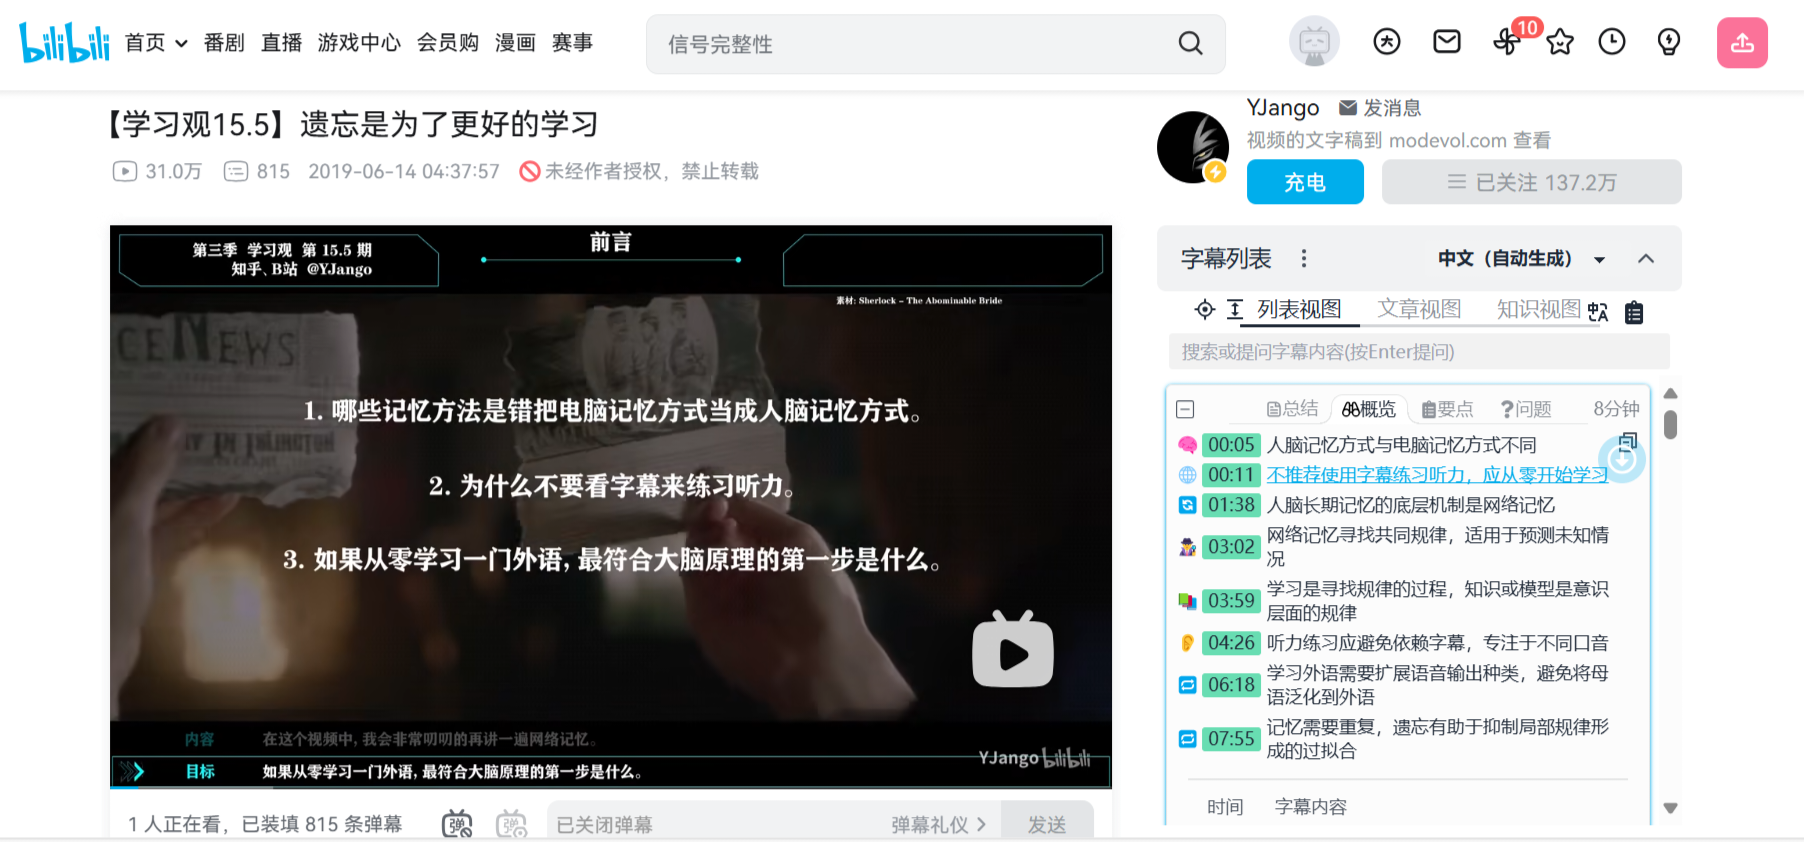 bilibili
首页
番剧
直播
游戏中心
会员购
漫画
赛事
信号完整性
10
【学习观15.5】遗忘是为了更好的学习
31.0万
815
2019-06-14 04:37:57
未经作者授权，禁止转载
YJango
发消息
视频的文字稿到 modevol.com 查看
充电
已关注 137.2万
第三季 学习观 第 15.5 期
知乎、B站 @YJango
前言
素材: Sherlock - The Abominable Bride
NEWS
1. 哪些记忆方法是错把电脑记忆方式当成人脑记忆方式。
2. 为什么不要看字幕来练习听力。
3. 如果从零学习一门外语, 最符合大脑原理的第一步是什么。
内容
在这个视频中, 我会非常叨叨的再讲一遍网络记忆。
目标
如果从零学习一门外语, 最符合大脑原理的第一步是什么。
YJango bilibili
1 人正在看，已装填 815 条弹幕
弹
弹
已关闭弹幕
弹幕礼仪
发送
字幕列表
中文（自动生成）
列表视图
文章视图
知识视图
搜索或提问字幕内容(按Enter提问)
总结
概览
要点
问题
8分钟
00:05 人脑记忆方式与电脑记忆方式不同
00:11 不推荐使用字幕练习听力，应从零开始学习
01:38 人脑长期记忆的底层机制是网络记忆
03:02 网络记忆寻找共同规律，适用于预测未知情
况
03:59 学习是寻找规律的过程，知识或模型是意识
层面的规律
04:26 听力练习应避免依赖字幕，专注于不同口音
06:18 学习外语需要扩展语音输出种类，避免将母
语泛化到外语
07:55 记忆需要重复，遗忘有助于抑制局部规律形
成的过拟合
时间
字幕内容